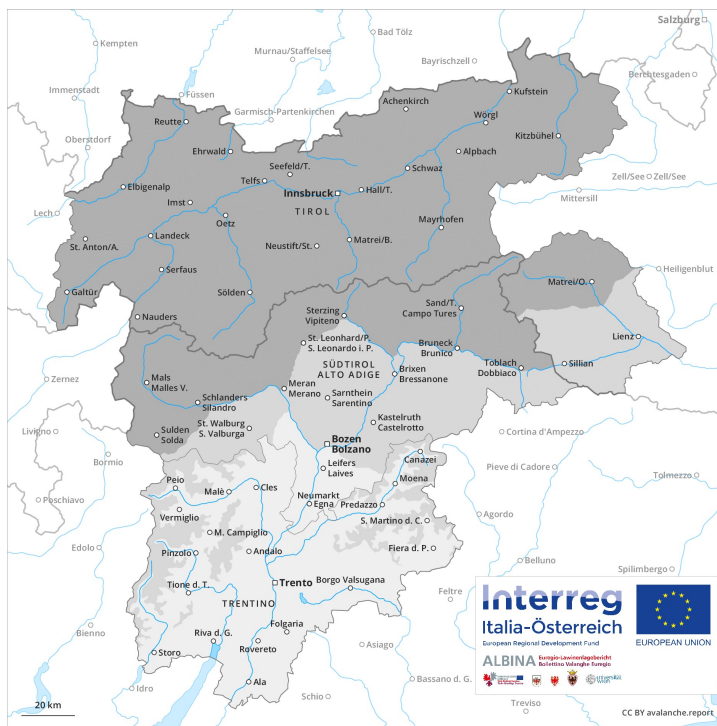 Salzburg
Kempten
Bad Tölz
Murnau/Staffelsee
Bayrischzell
Berchtesgaden
Immenstadt
Füssen
Garmisch-Partenkirchen
Achenkirch
Kufstein
Reutte
Wörgl
Oberstdorf
Ehrwald
Kitzbühel
Alpbach
Seefeld/T.
Schwaz
Zell/See
Zell/See
Elbigenalp
Telfs
Innsbruck
Hall/T.
Mittersill
Lech
Imst
TIROL
Oetz
Mayrhofen
St. Anton/A.
Landeck
Neustift/St.
Matrei/B.
Serfaus
Heiligenblut
Galtür
Sölden
Matrei/O.
Nauders
Sterzing
Vipiteno
Sand/T.
Campo Tures
St. Leonhard/P.
S. Leonardo i. P.
Bruneck
Brunico
Lienz
SÜDTIROL
ALTO ADIGE
Brixen
Bressanone
Toblach
Dobbiaco
Sillian
Zernez
Mals
Malles V.
Meran
Merano
Schlanders
Silandro
Sarnthein
Sarentino
St. Walburg
S. Valburga
Kastelruth
Castelrotto
Livigno
Sulden
Solda
Bozen
Bolzano
Cortina d'Ampezzo
Bormio
Canazei
Leifers
Laives
Pieve di Cadore
Tolmezzo
Peio
Moena
Poschiavo
Malè
Cles
Neumarkt
Egna
Predazzo
Vermiglio
Agordo
S. Martino d. C.
M. Campiglio
Edolo
Pinzolo
Andalo
Fiera d. P.
Belluno
Spilimbergo
Tione d. T.
Trento
Borgo Valsugana
Feltre
TRENTINO
Folgaria
Bienno
Riva d. G.
Rovereto
Asiago
Storo
Bassano d. G.
Idro
Ala
Schio
Treviso
20 km
Interreg
Italia-Österreich
European Regional Development Fund
EUROPEAN UNION
ALBINA Euregio-Lawinenlagebericht
Bollettino Valanghe Euregio
universität
wien
CC BY avalanche.report